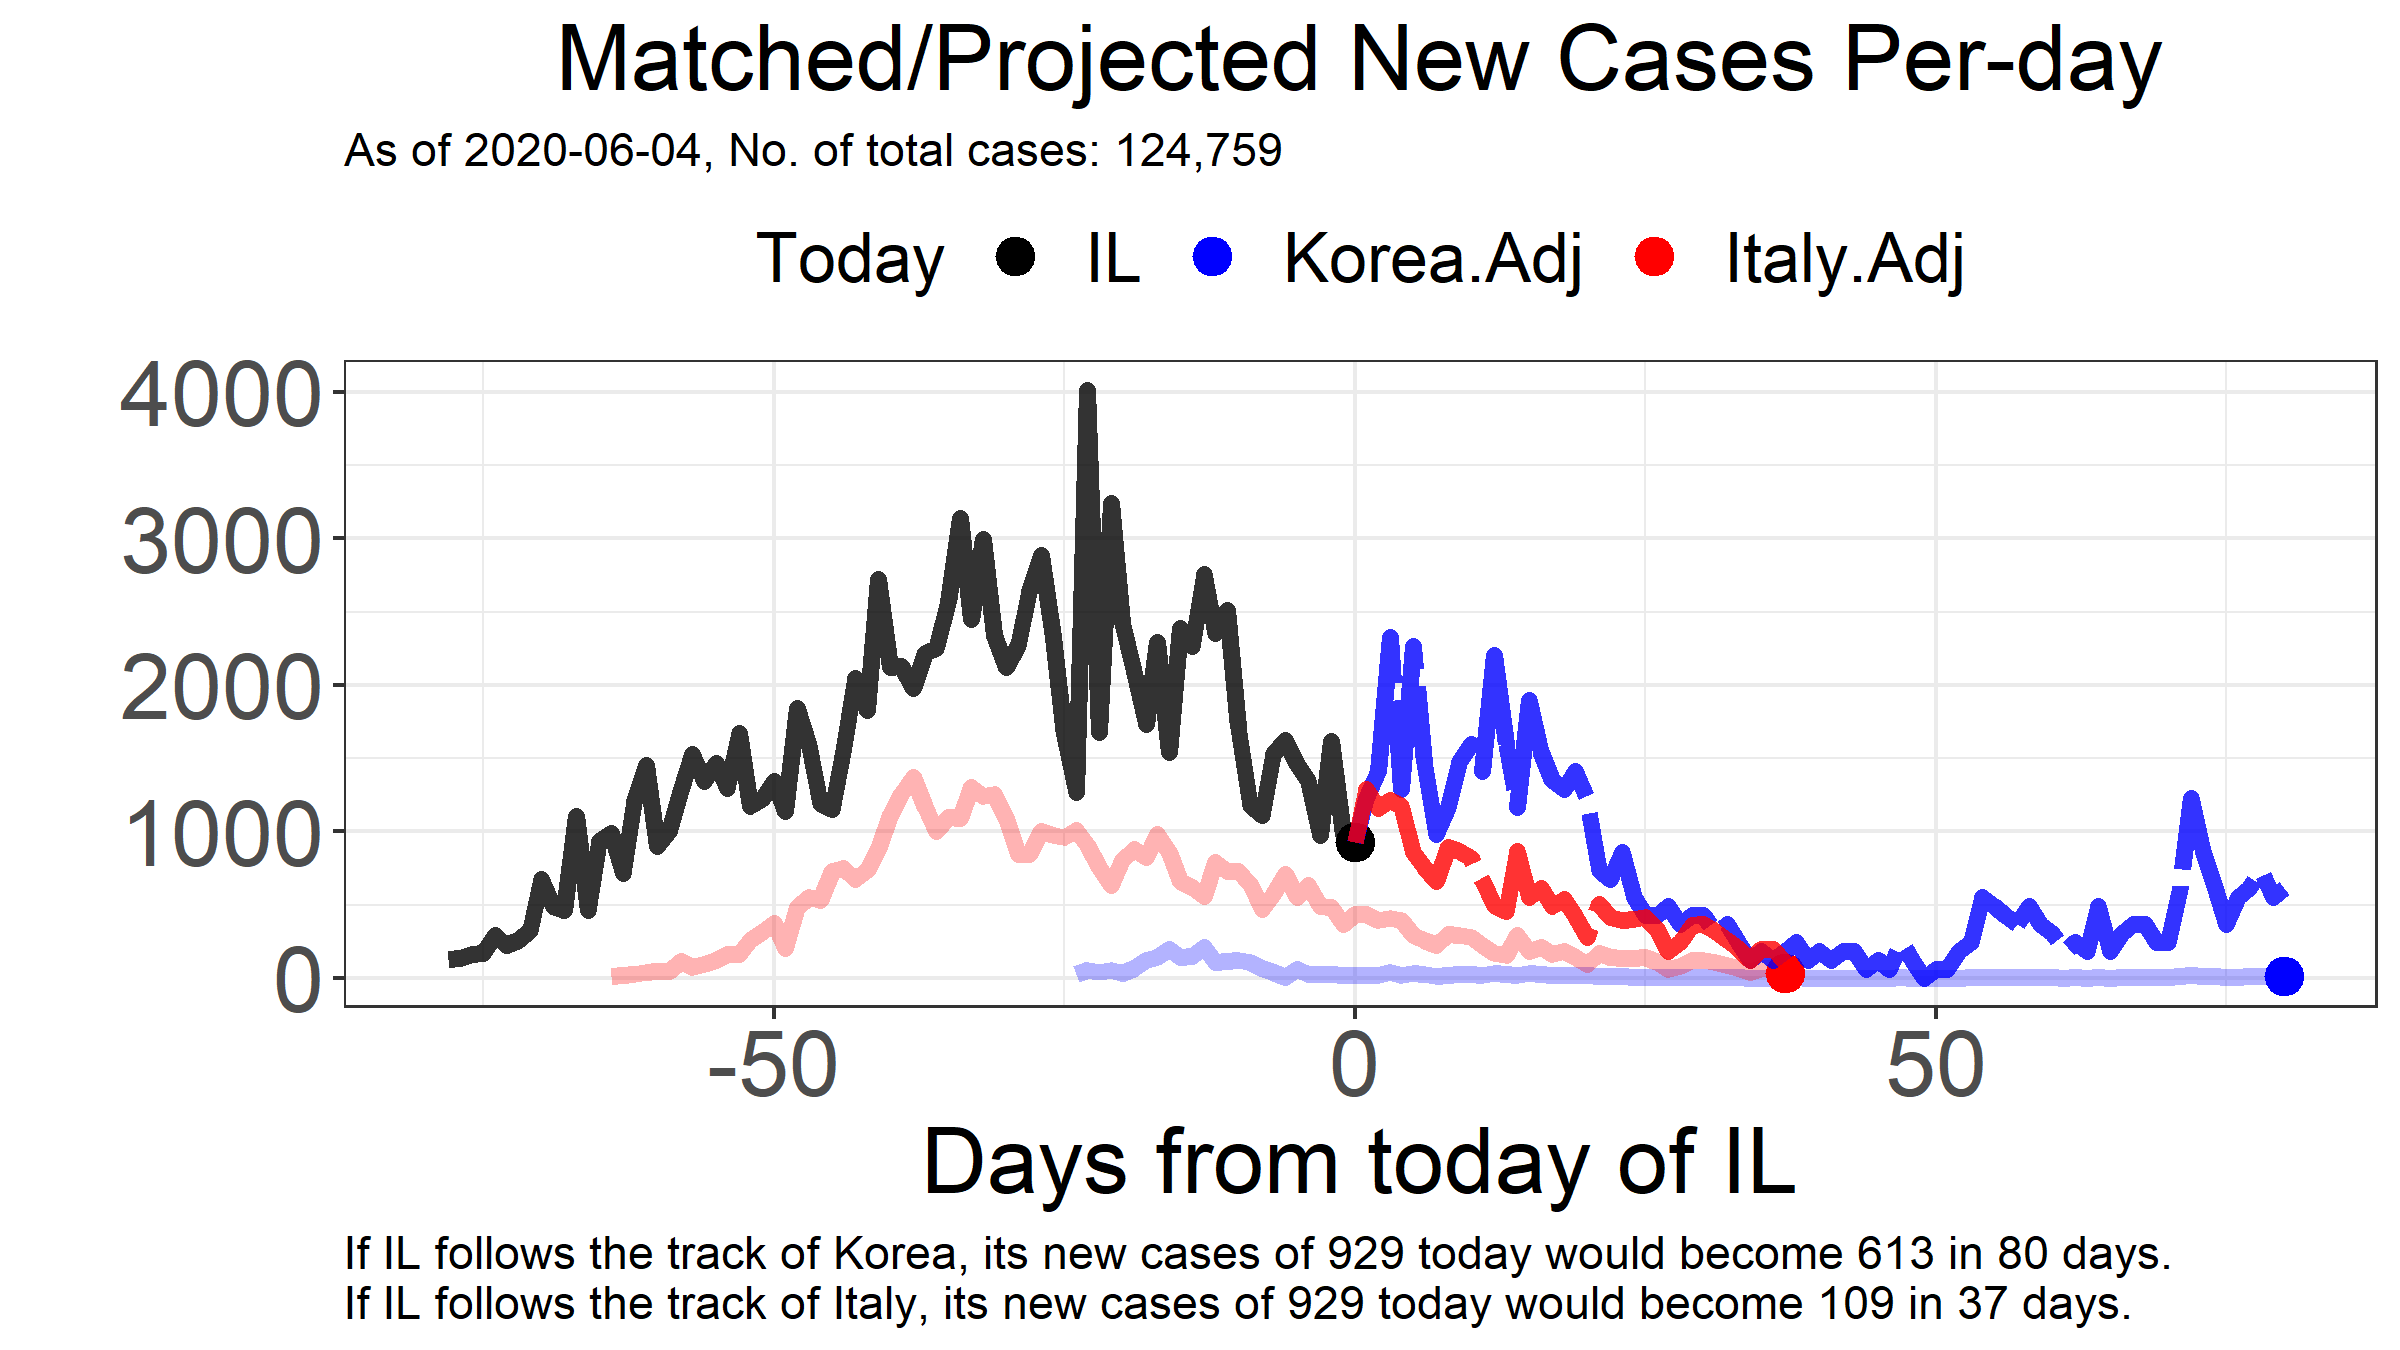 Matched/Projected New Cases Per-day
As of 2020-06-04, No. of total cases: 124,759
Today IL Korea.Adj Italy.Adj
4000
3000
2000
1000
0
-50 0 50
Days from today of IL
If IL follows the track of Korea, its new cases of 929 today would become 613 in 80 days.
If IL follows the track of Italy, its new cases of 929 today would become 109 in 37 days.